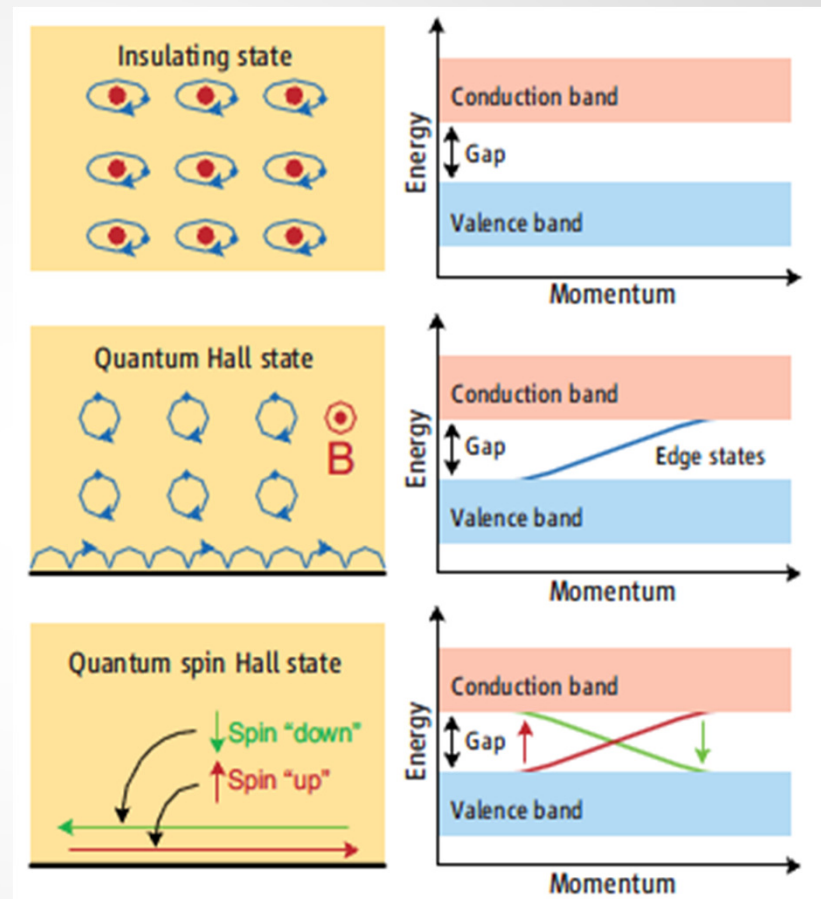 Insulating state
Energy
Conduction band
Gap
Valence band
Momentum
Quantum Hall state
B
Energy
Conduction band
Gap
Edge states
Valence band
Momentum
Quantum spin Hall state
Spin “down”
Spin “up”
Energy
Conduction band
Gap
Valence band
Momentum